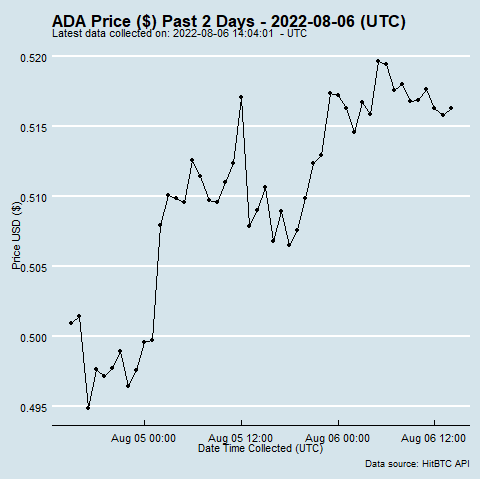 ADA Price ($) Past 2 Days - 2022-08-06 (UTC)
Latest data collected on: 2022-08-06 14:04:01 - UTC
Price USD ($)
0.520
0.515
0.510
0.505
0.500
0.495
Aug 05 00:00
Aug 05 12:00
Aug 06 00:00
Aug 06 12:00
Date Time Collected (UTC)
Data source: HitBTC API